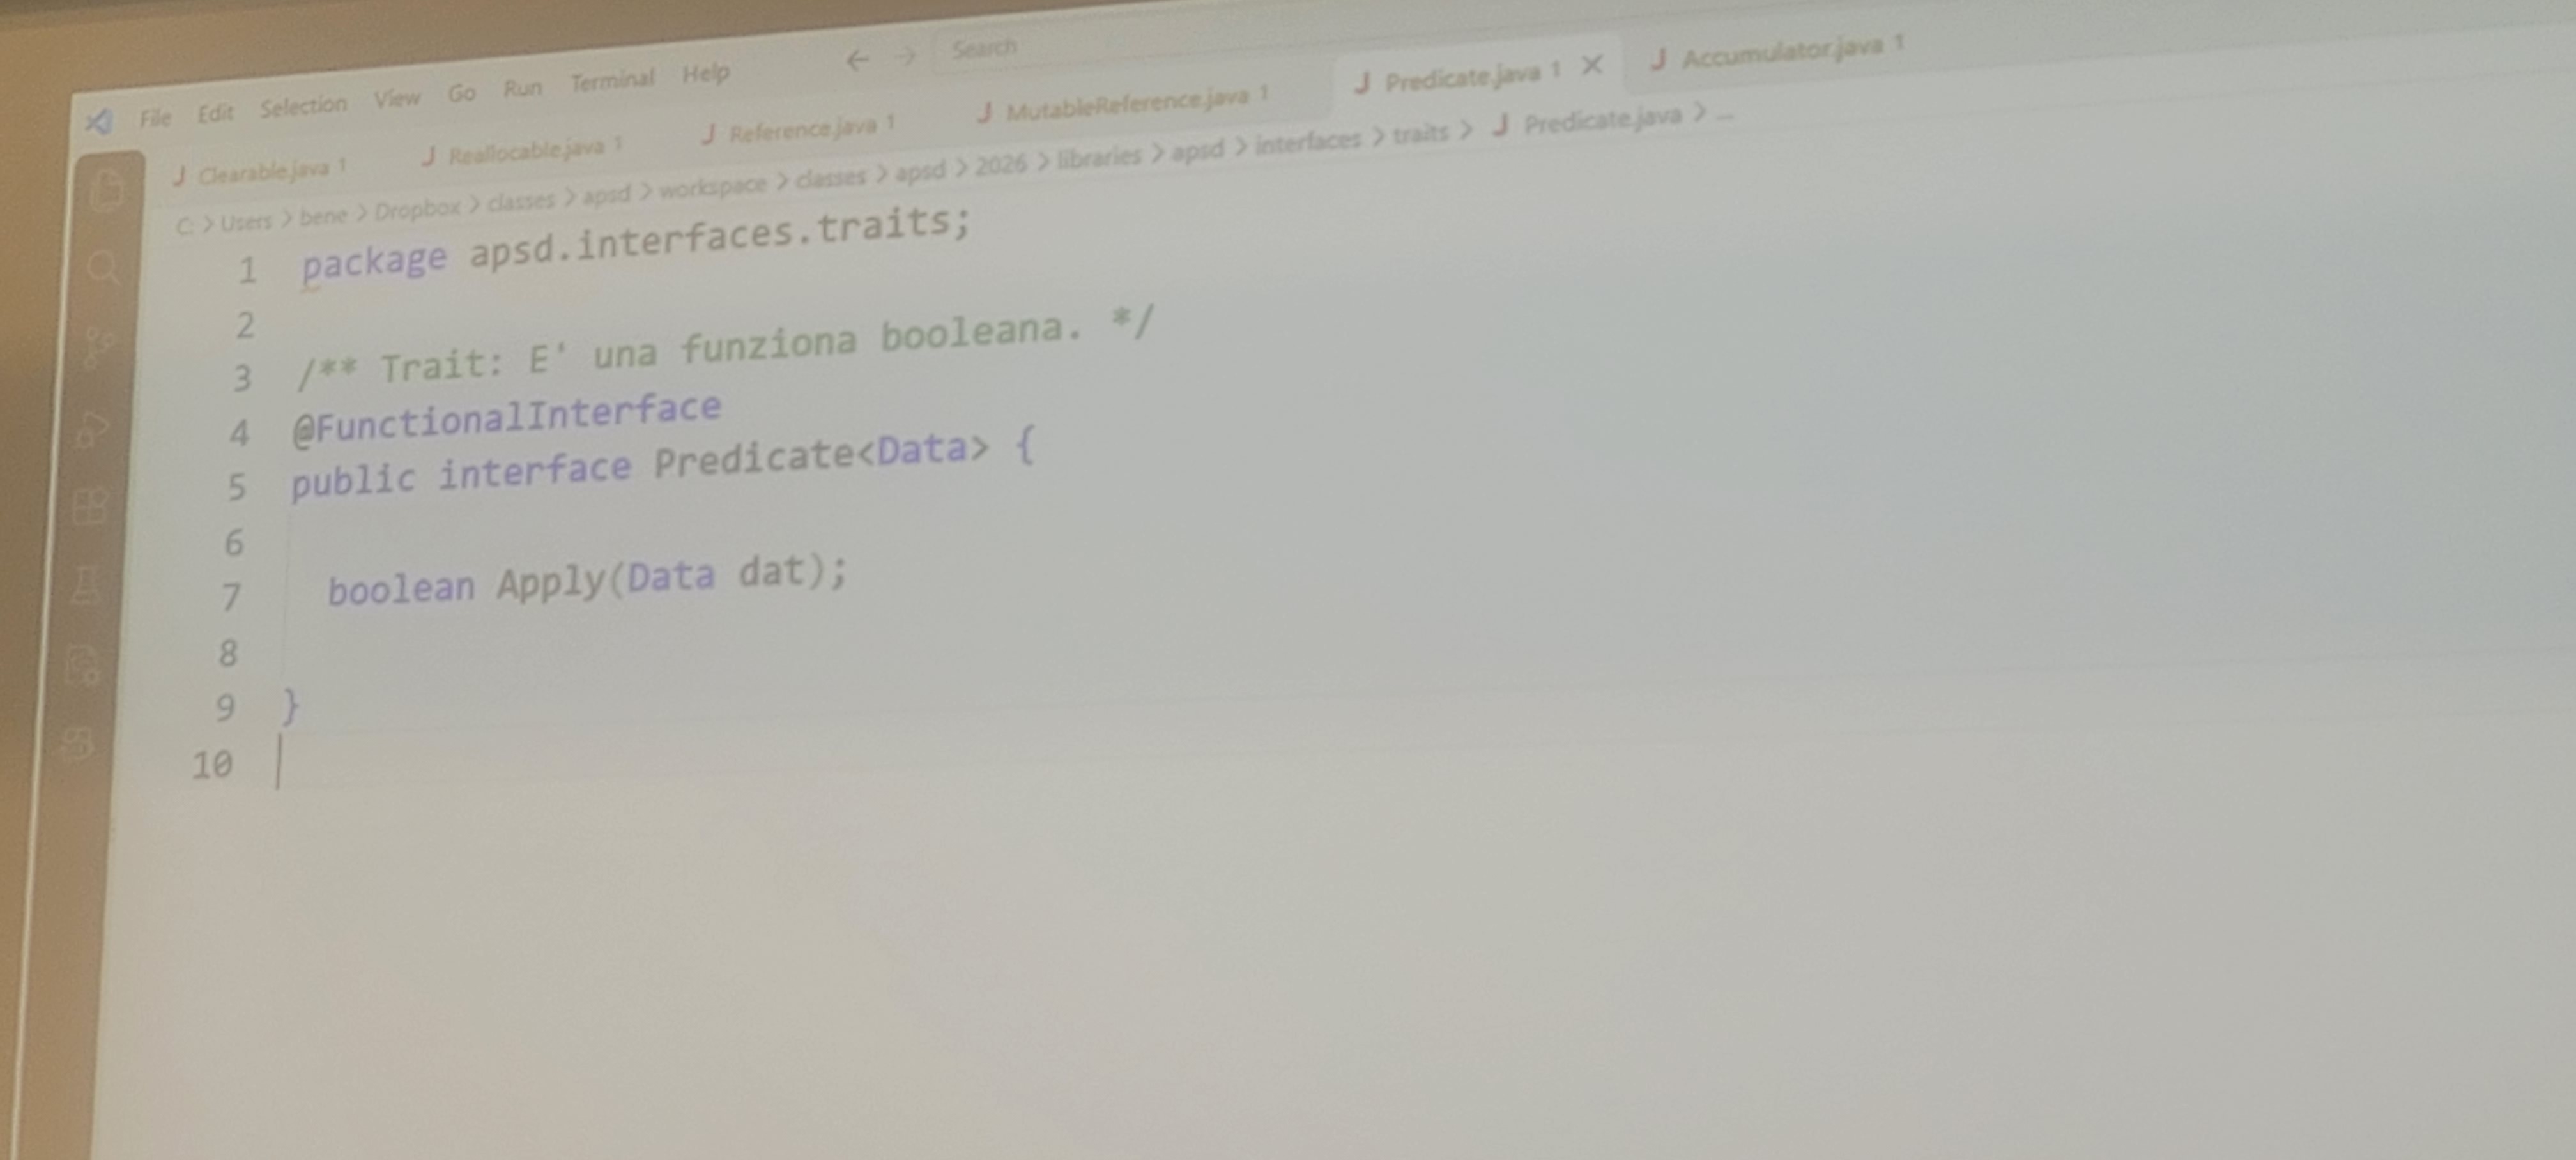 File Edit Selection View Go Run Terminal Help ← → Search
Clearable.java 1 Reallocable.java 1 Reference.java 1 MutableReference.java 1 Predicate.java 1 × Accumulator.java 1
C: > Users > bene > Dropbox > classes > apsd > workspace > classes > apsd > 2026 > libraries > apsd > interfaces > traits > J Predicate.java > ...
1 package apsd.interfaces.traits;
2
3 /** Trait: E' una funziona booleana. */
4 @FunctionalInterface
5 public interface Predicate<Data> {
6
7 boolean Apply(Data dat);
8
9 }
10